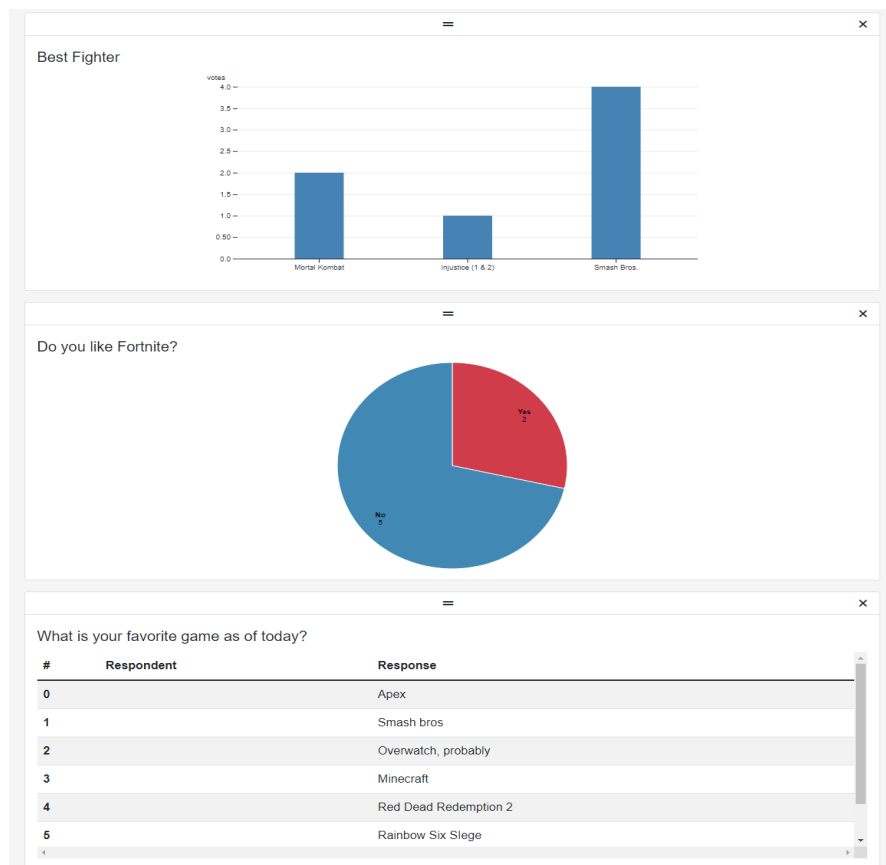 Best Fighter
votes
4.0
3.5
3.0
2.5
2.0
1.5
1.0
0.50
0.0
Mortal Kombat Injustice (1 & 2) Smash Bros.
Do you like Fortnite?
Yes
2
No
5
What is your favorite game as of today?
# Respondent Response
0 Apex
1 Smash bros
2 Overwatch, probably
3 Minecraft
4 Red Dead Redemption 2
5 Rainbow Six Slege